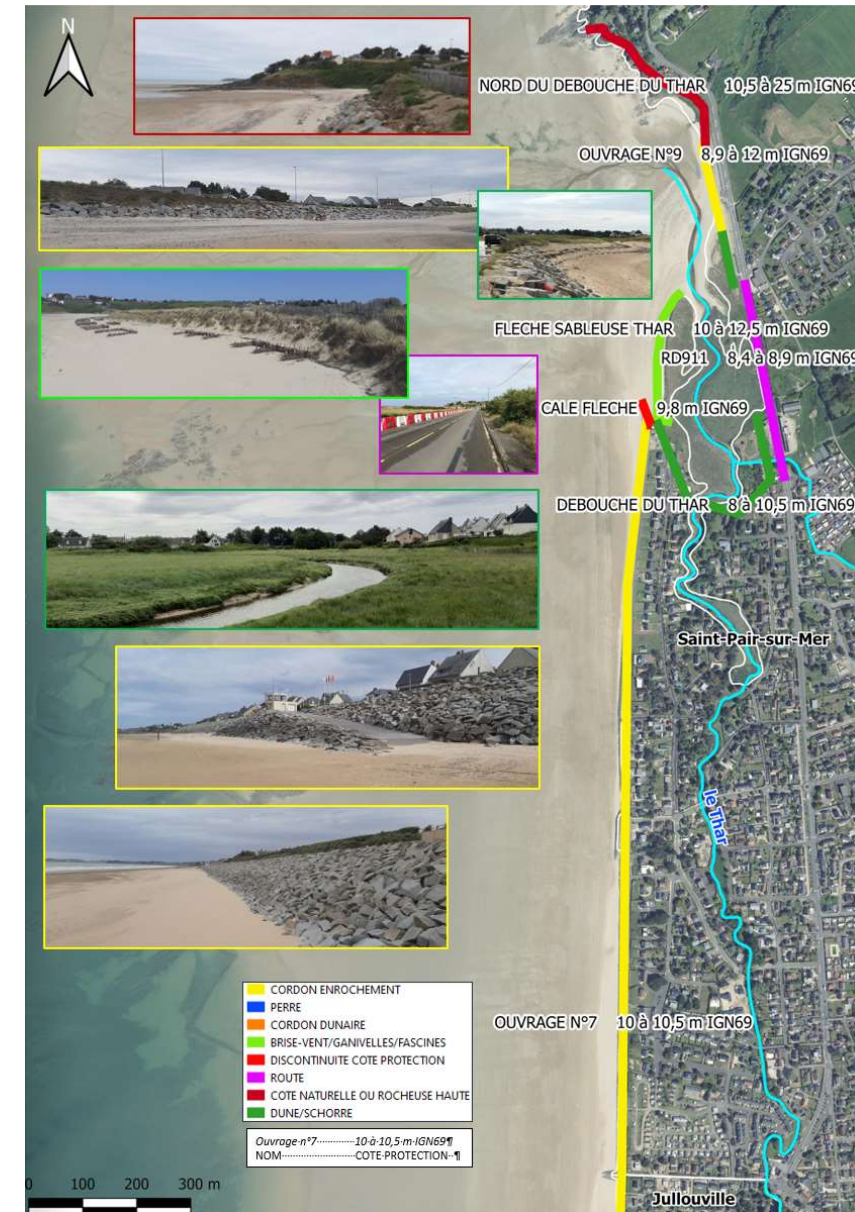 N
NORD DU DEBOUCHE DU THAR 10,5 à 25 m IGN69
OUVRAGE N°9 8,9 à 12 m IGN69
FLECHE SABLEUSE THAR 10 à 12,5 m IGN69
RD911 8,4 à 8,9 m IGN69
CALE FLECHE 9,8 m IGN69
DEBOUCHE DU THAR 8 à 10,5 m IGN69
Saint-Pair-sur-Mer
le Thar
OUVRAGE N°7 10 à 10,5 m IGN69
CORDON ENROCHEMENT
PERRE
CORDON DUNAIRE
BRISE-VENT/GANIVELLES/FASCINES
DISCONTINUITE COTE PROTECTION
ROUTE
COTE NATURELLE OU ROCHEUSE HAUTE
DUNE/SCHORRE
Ouvrage·n°7··············10·à·10,5·m·IGN69¶
NOM························COTE·PROTECTION··¶
0 100 200 300 m
Jullouville